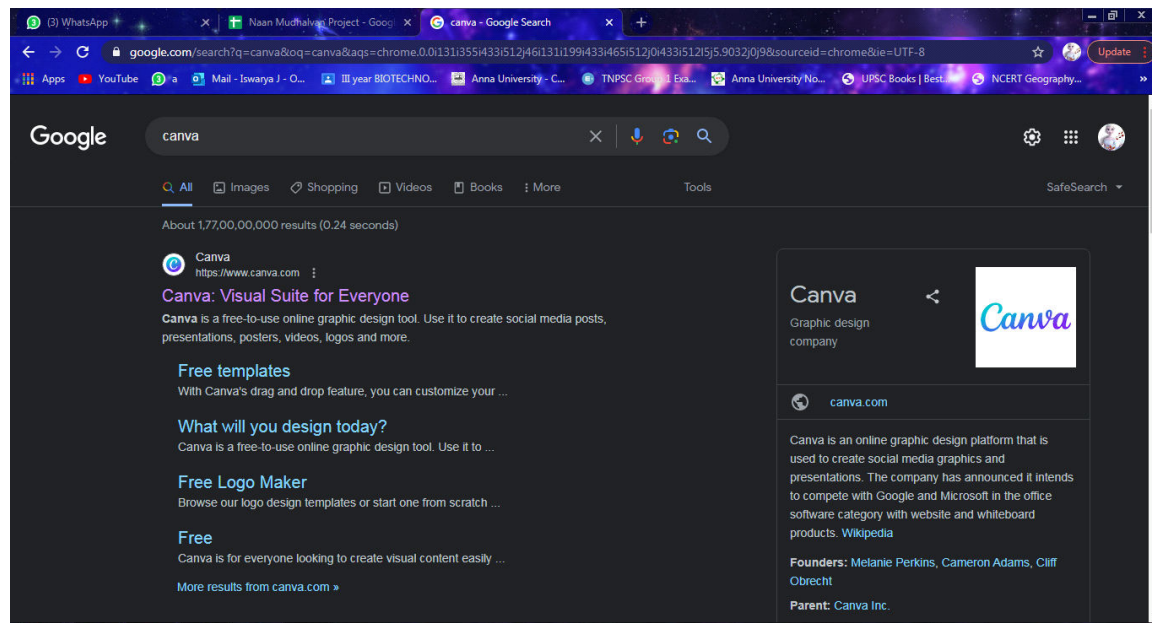 (3) WhatsApp
Naan Mudhalvan Project - Goog
canva - Google Search
google.com/search?q=canva&oq=canva&aqs=chrome.0.0i131i355i433i512j46i131i199i433i465i512j0i433i512l5j5.9032j0j98&sourceid=chrome&ie=UTF-8
Update
Apps
YouTube
a
Mail - Iswarya J - O...
III year BIOTECHNO...
Anna University - C...
TNPSC Group 1 Exa...
Anna University No...
UPSC Books | Best...
NCERT Geography...
»
Google
canva
All
Images
Shopping
Videos
Books
More
Tools
SafeSearch
About 1,77,00,00,000 results (0.24 seconds)
Canva
https://www.canva.com
Canva: Visual Suite for Everyone
Canva is a free-to-use online graphic design tool. Use it to create social media posts,
presentations, posters, videos, logos and more.
Free templates
With Canva's drag and drop feature, you can customize your ...
What will you design today?
Canva is a free-to-use online graphic design tool. Use it to ...
Free Logo Maker
Browse our logo design templates or start one from scratch ...
Free
Canva is for everyone looking to create visual content easily ...
More results from canva.com »
Canva
Graphic design
company
Canva
canva.com
Canva is an online graphic design platform that is
used to create social media graphics and
presentations. The company has announced it intends
to compete with Google and Microsoft in the office
software category with website and whiteboard
products. Wikipedia
Founders: Melanie Perkins, Cameron Adams, Cliff
Obrecht
Parent: Canva Inc.